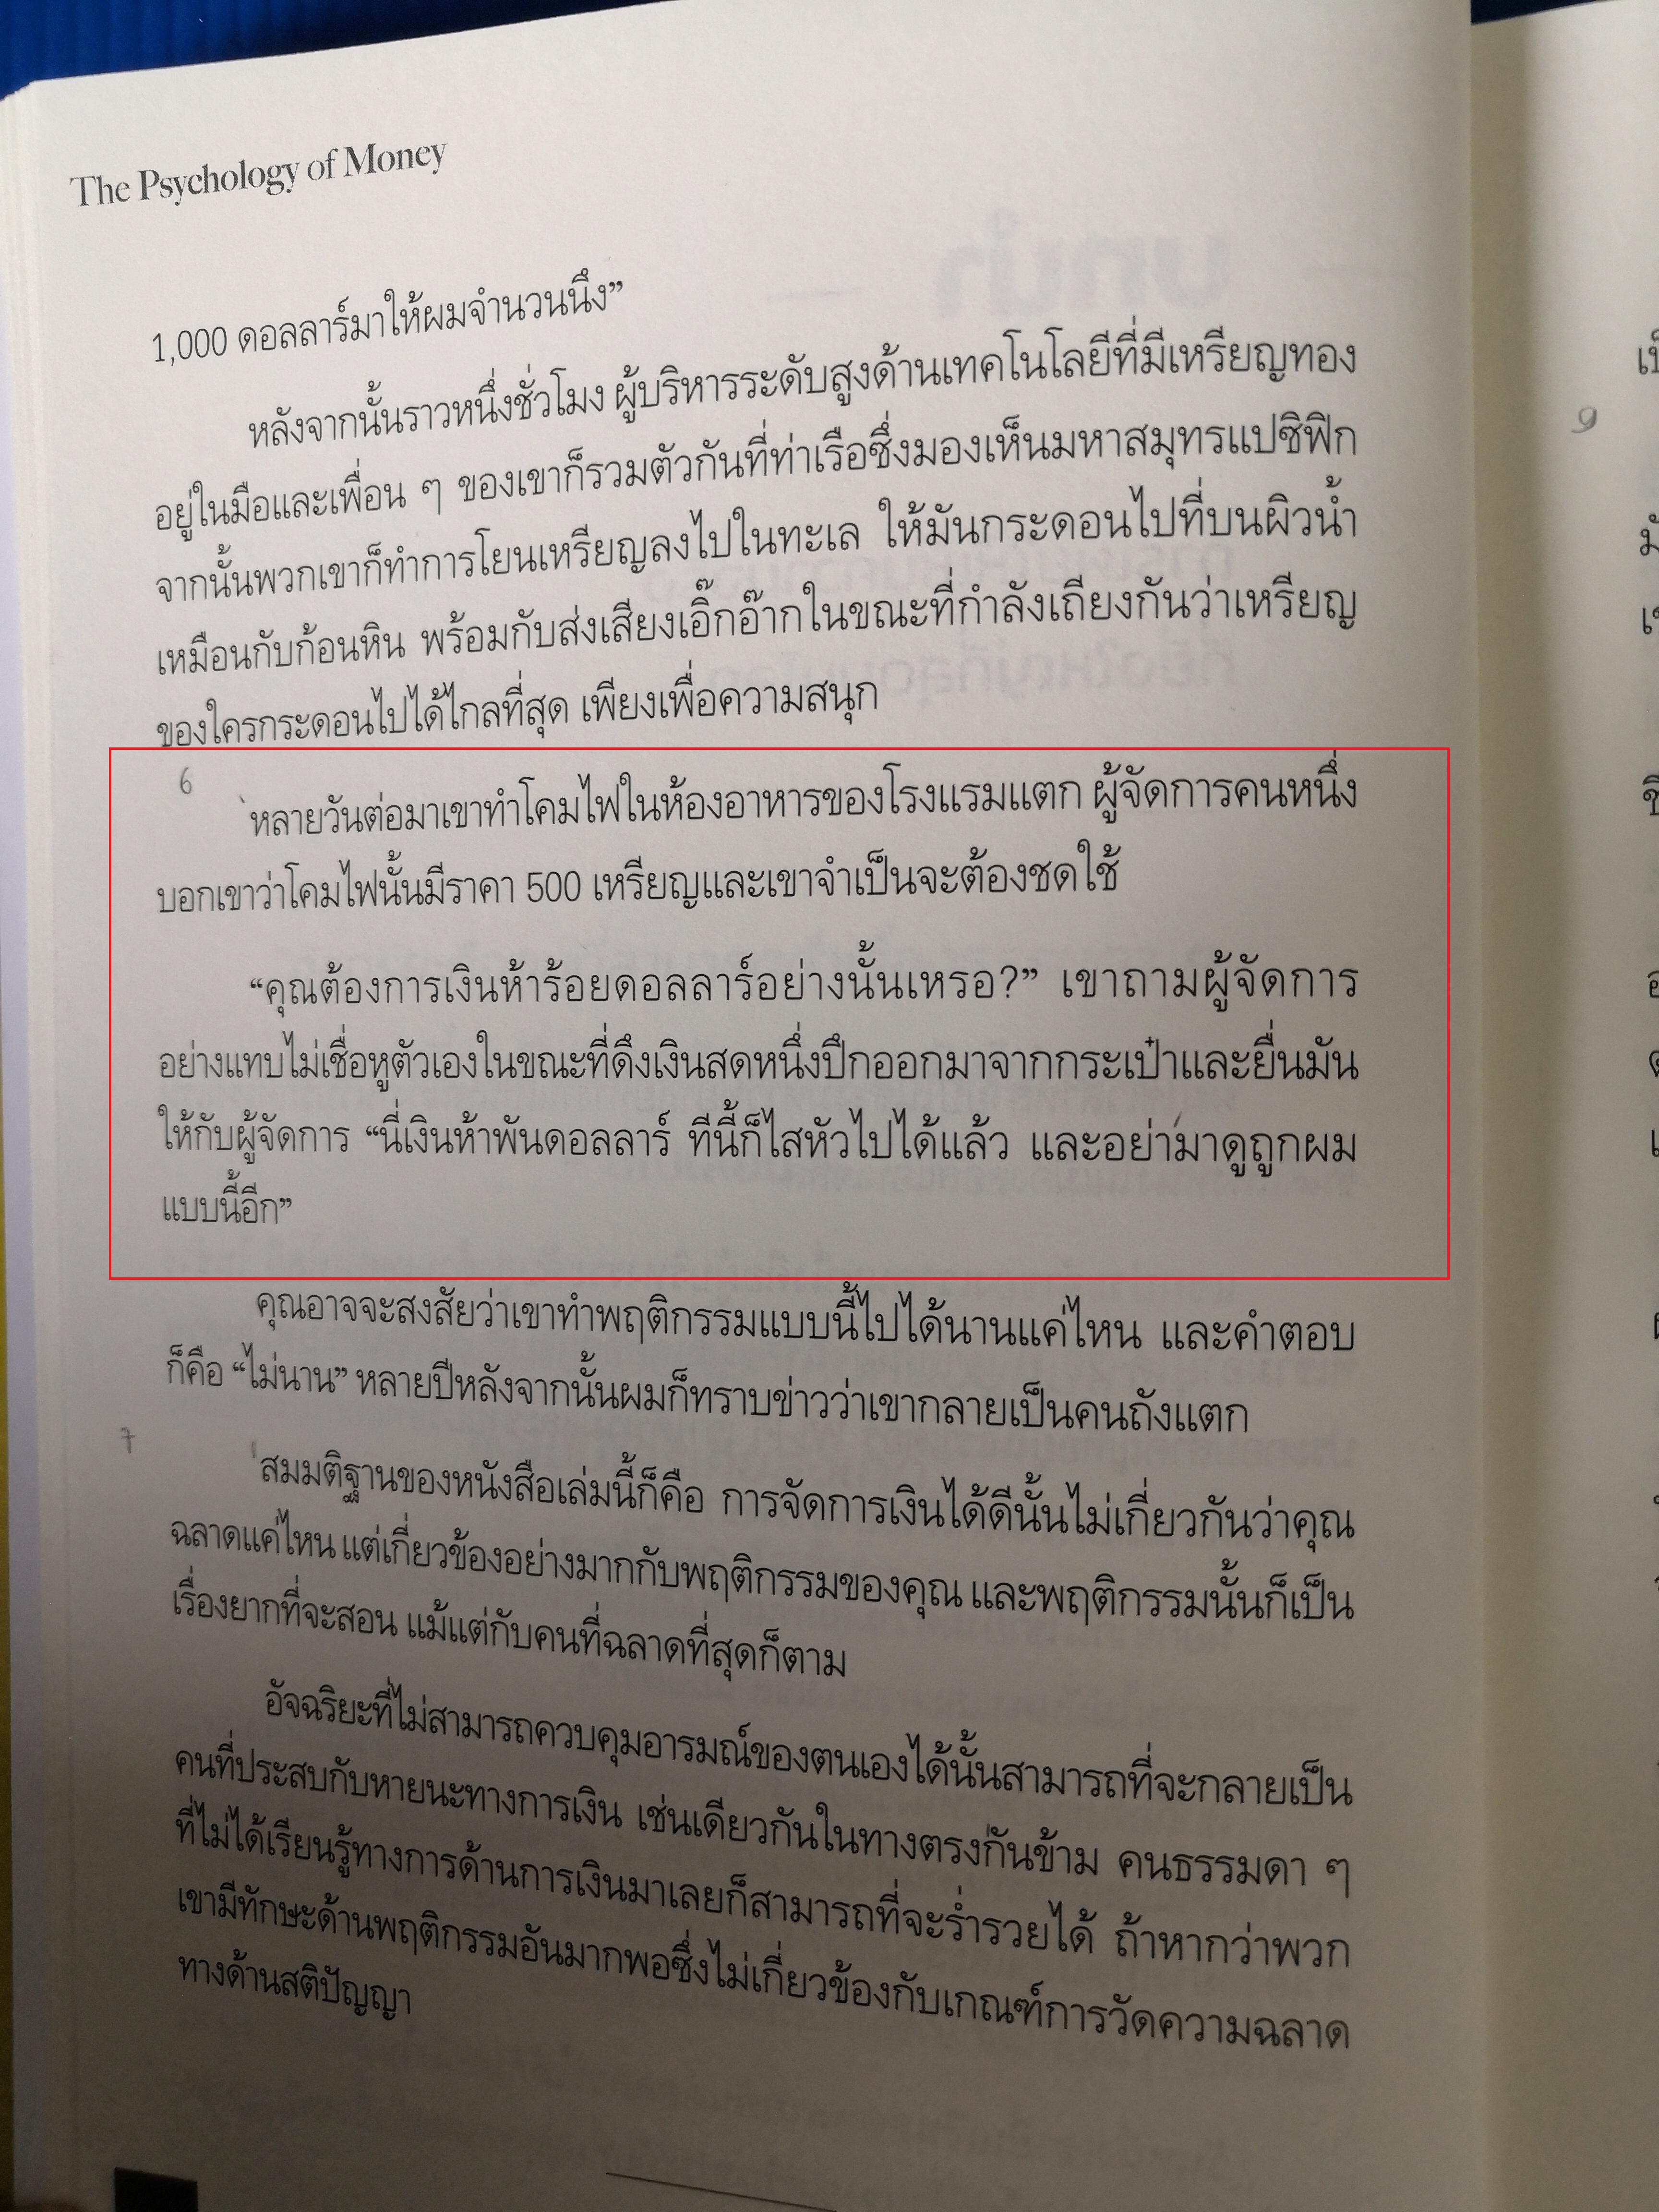 The Psychology of Money
1,000 ดอลลาร์มาให้ผมจำนวนนึง”
หลังจากนั้นราวหนึ่งชั่วโมง ผู้บริหารระดับสูงด้านเทคโนโลยีที่มีเหรียญทอง
อยู่ในมือและเพื่อน ๆ ของเขาก็รวมตัวกันที่ท่าเรือซึ่งมองเห็นมหาสมุทรแปซิฟิก
จากนั้นพวกเขาก็ทำการโยนเหรียญลงไปในทะเล ให้มันกระดอนไปที่บนผิวน้ำ
เหมือนกับก้อนหิน พร้อมกับส่งเสียงเอิ๊กอ๊ากในขณะที่กำลังเถียงกันว่าเหรียญ
ของใครกระดอนไปได้ไกลที่สุด เพียงเพื่อความสนุก
6
หลายวันต่อมาเขาทำโคมไฟในห้องอาหารของโรงแรมแตก ผู้จัดการคนหนึ่ง
บอกเขาว่าโคมไฟนั้นมีราคา 500 เหรียญและเขาจำเป็นจะต้องชดใช้
“คุณต้องการเงินห้าร้อยดอลลาร์อย่างนั้นเหรอ?” เขาถามผู้จัดการ
อย่างแทบไม่เชื่อหูตัวเองในขณะที่ดึงเงินสดหนึ่งปึกออกมาจากกระเป๋าและยื่นมัน
ให้กับผู้จัดการ “นี่เงินห้าพันดอลลาร์ ทีนี้ก็ไสหัวไปได้แล้ว และอย่ามาดูถูกผม
แบบนี้อีก”
คุณอาจจะสงสัยว่าเขาทำพฤติกรรมแบบนี้ไปได้นานแค่ไหน และคำตอบ
ก็คือ “ไม่นาน” หลายปีหลังจากนั้นผมก็ทราบข่าวว่าเขากลายเป็นคนถังแตก
7
สมมติฐานของหนังสือเล่มนี้ก็คือ การจัดการเงินได้ดีนั้นไม่เกี่ยวกันว่าคุณ
ฉลาดแค่ไหน แต่เกี่ยวข้องอย่างมากกับพฤติกรรมของคุณ และพฤติกรรมนั้นก็เป็น
เรื่องยากที่จะสอน แม้แต่กับคนที่ฉลาดที่สุดก็ตาม
อัจฉริยะที่ไม่สามารถควบคุมอารมณ์ของตนเองได้นั้นสามารถที่จะกลายเป็น
คนที่ประสบกับหายนะทางการเงิน เช่นเดียวกันในทางตรงกันข้าม คนธรรมดา ๆ
ที่ไม่ได้เรียนรู้ทางการด้านการเงินมาเลยก็สามารถที่จะร่ำรวยได้ ถ้าหากว่าพวก
เขามีทักษะด้านพฤติกรรมอันมากพอซึ่งไม่เกี่ยวข้องกับเกณฑ์การวัดความฉลาด
ทางด้านสติปัญญา
9